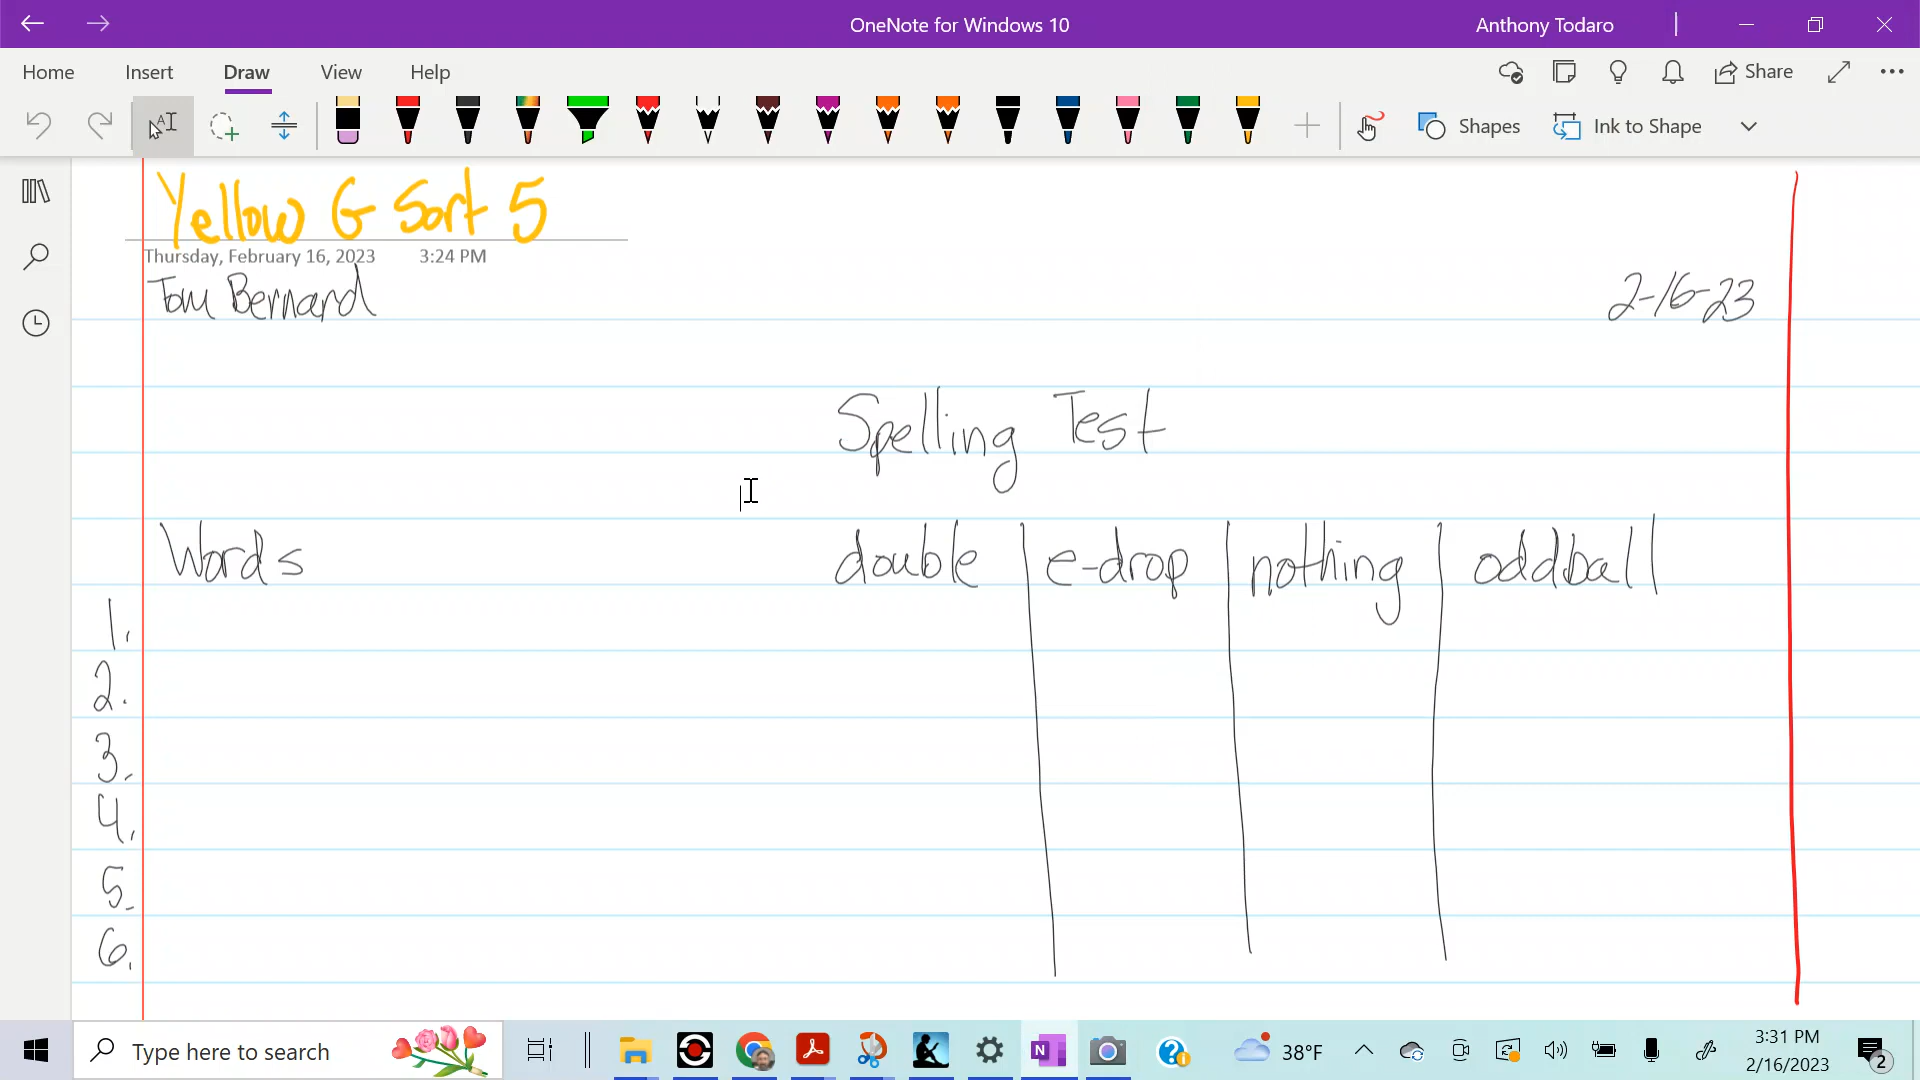 OneNote for Windows 10
Anthony Todaro
Home Insert Draw View Help
Share
Shapes
Ink to Shape
Yellow G Sort 5
Thursday, February 16, 2023 3:24 PM
Tom Bernard 2-16-23
Spelling Test
Words double e-drop nothing oddball
1.
2.
3.
4.
5.
6.
Type here to search
38°F
3:31 PM
2/16/2023
2